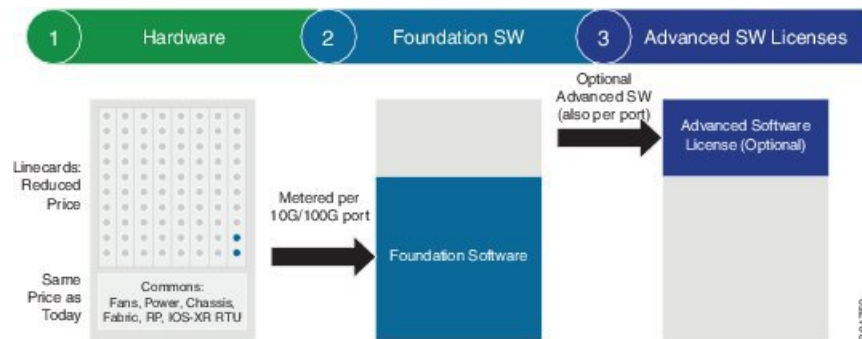 1 Hardware
2 Foundation SW
3 Advanced SW Licenses
Linecards:
Reduced
Price
Same
Price as
Today
Commons:
Fans, Power, Chassis,
Fabric, RP, IOS-XR RTU
Metered per
10G/100G port
Foundation Software
Optional
Advanced SW
(also per port)
Advanced Software
License (Optional)